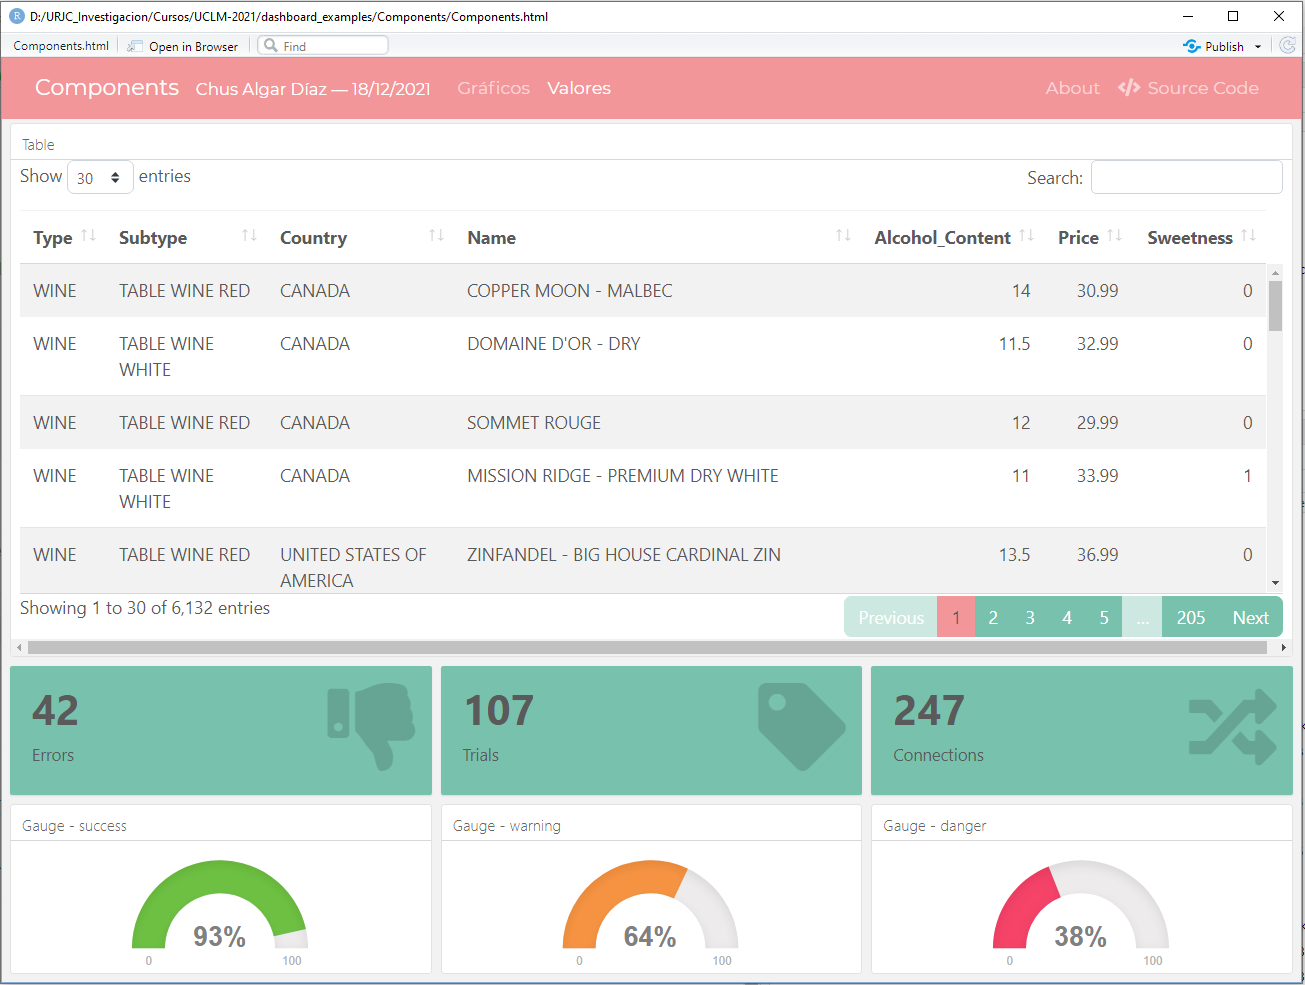 D:/URJC_Investigacion/Cursos/UCLM-2021/dashboard_examples/Components/Components.html
Components.html Open in Browser Find Publish
Components Chus Algar Díaz — 18/12/2021 Gráficos Valores About </> Source Code
Table
Show 30 entries Search:
Type Subtype Country Name Alcohol_Content Price Sweetness
WINE TABLE WINE RED CANADA COPPER MOON - MALBEC 14 30.99 0
WINE TABLE WINE WHITE CANADA DOMAINE D'OR - DRY 11.5 32.99 0
WINE TABLE WINE RED CANADA SOMMET ROUGE 12 29.99 0
WINE TABLE WINE WHITE CANADA MISSION RIDGE - PREMIUM DRY WHITE 11 33.99 1
WINE TABLE WINE RED UNITED STATES OF AMERICA ZINFANDEL - BIG HOUSE CARDINAL ZIN 13.5 36.99 0
Showing 1 to 30 of 6,132 entries
Previous 1 2 3 4 5 ... 205 Next
42
Errors
107
Trials
247
Connections
Gauge - success
93%
0 100
Gauge - warning
64%
0 100
Gauge - danger
38%
0 100